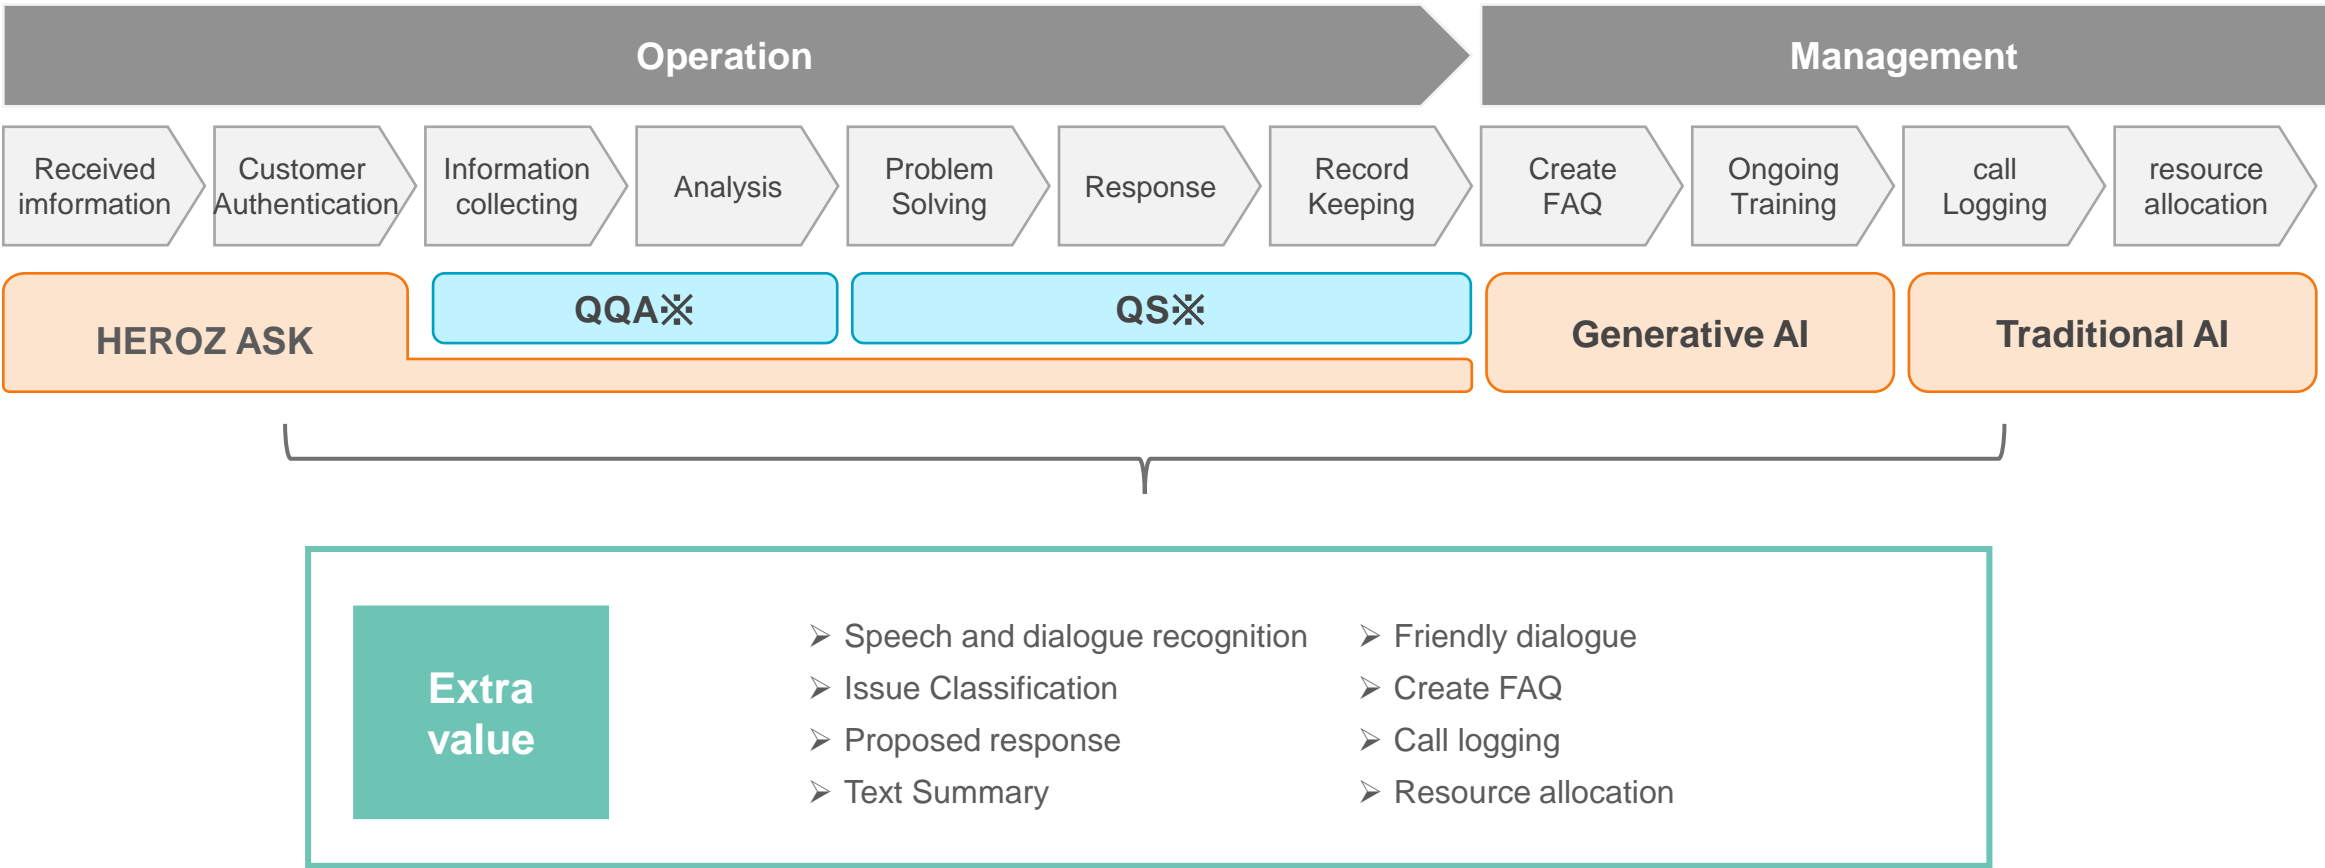 Operation
Management
Received
imformation
Customer
Authentication
Information
collecting
Analysis
Problem
Solving
Response
Record
Keeping
Create
FAQ
Ongoing
Training
call
Logging
resource
allocation
HEROZ ASK
QQA※
QS※
Generative AI
Traditional AI
Extra
value
➢ Speech and dialogue recognition
➢ Issue Classification
➢ Proposed response
➢ Text Summary
➢ Friendly dialogue
➢ Create FAQ
➢ Call logging
➢ Resource allocation